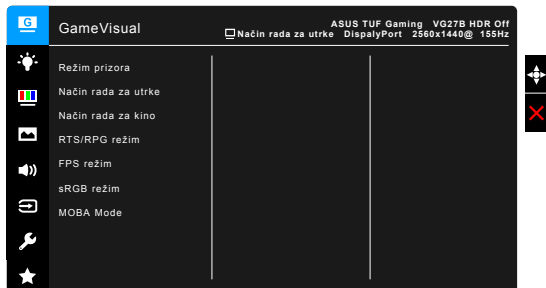 G
GameVisual
ASUS TUF Gaming VG27B HDR Off
Način rada za utrke DispalyPort 2560x1440@ 155Hz
Režim prizora
Način rada za utrke
Način rada za kino
RTS/RPG režim
FPS režim
sRGB režim
MOBA Mode